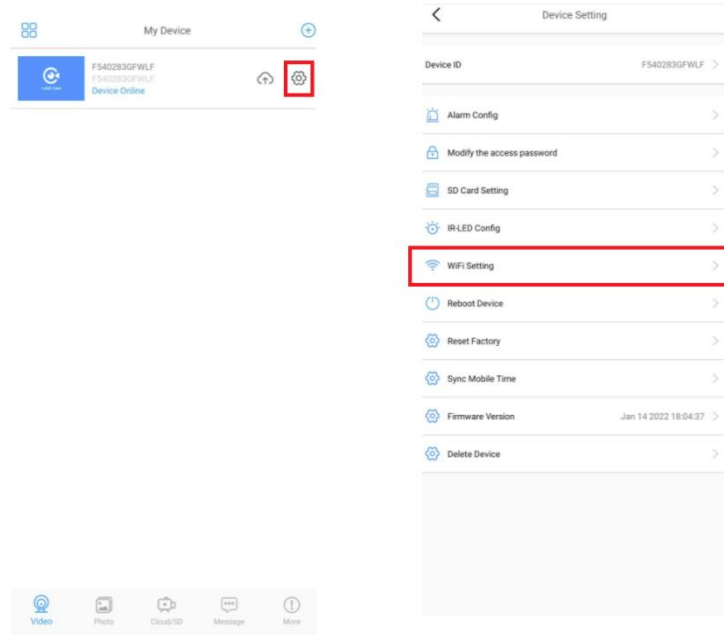 My Device
F540283GFWLF
F540283GFWLF
Device Online
Video
Photo
Cloud/SD
Message
More
Device Setting
Device ID
F540283GFWLF
Alarm Config
Modify the access password
SD Card Setting
IR-LED Config
WiFi Setting
Reboot Device
Reset Factory
Sync Mobile Time
Firmware Version
Jan 14 2022 18:04:37
Delete Device